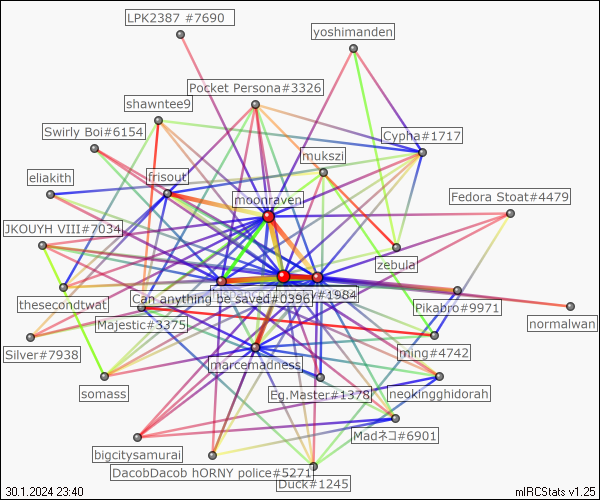 LPK2387 #7690
yoshimanden
Pocket Persona#3326
shawntee9
Swirly Boi#6154
Cypha#1717
mukszi
eliakith
frisout
moonraven
Fedora Stoat#4479
JKOUYH VIII#7034
zebula
thesecondtwat
Can anything be saved#0396
y#1984
Pikabro#9971
Majestic#3375
normalwan
Silver#7938
ming#4742
marcemadness
somass
Eg.Master#1378
neokingghidorah
Madネコ#6901
bigcitysamurai
DacobDacob hORNY police#5271
Duck#1245
30.1.2024 23:40
mIRCStats v1.25